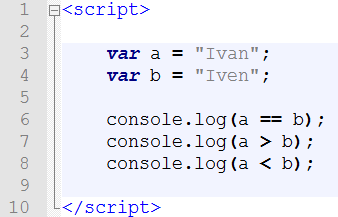 1 <script>
2
3 var a = "Ivan";
4 var b = "Iven";
5
6 console.log(a == b);
7 console.log(a > b);
8 console.log(a < b);
9
10 </script>